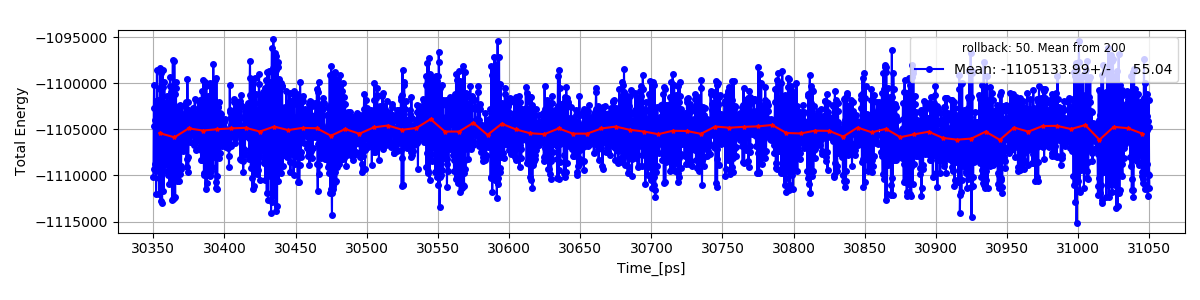 −1095000
−1100000
−1105000
−1110000
−1115000
Total Energy
rollback: 50. Mean from 200
Mean: -1105133.99+/- 55.04
30350 30400 30450 30500 30550 30600 30650 30700 30750 30800 30850 30900 30950 31000 31050
Time_[ps]